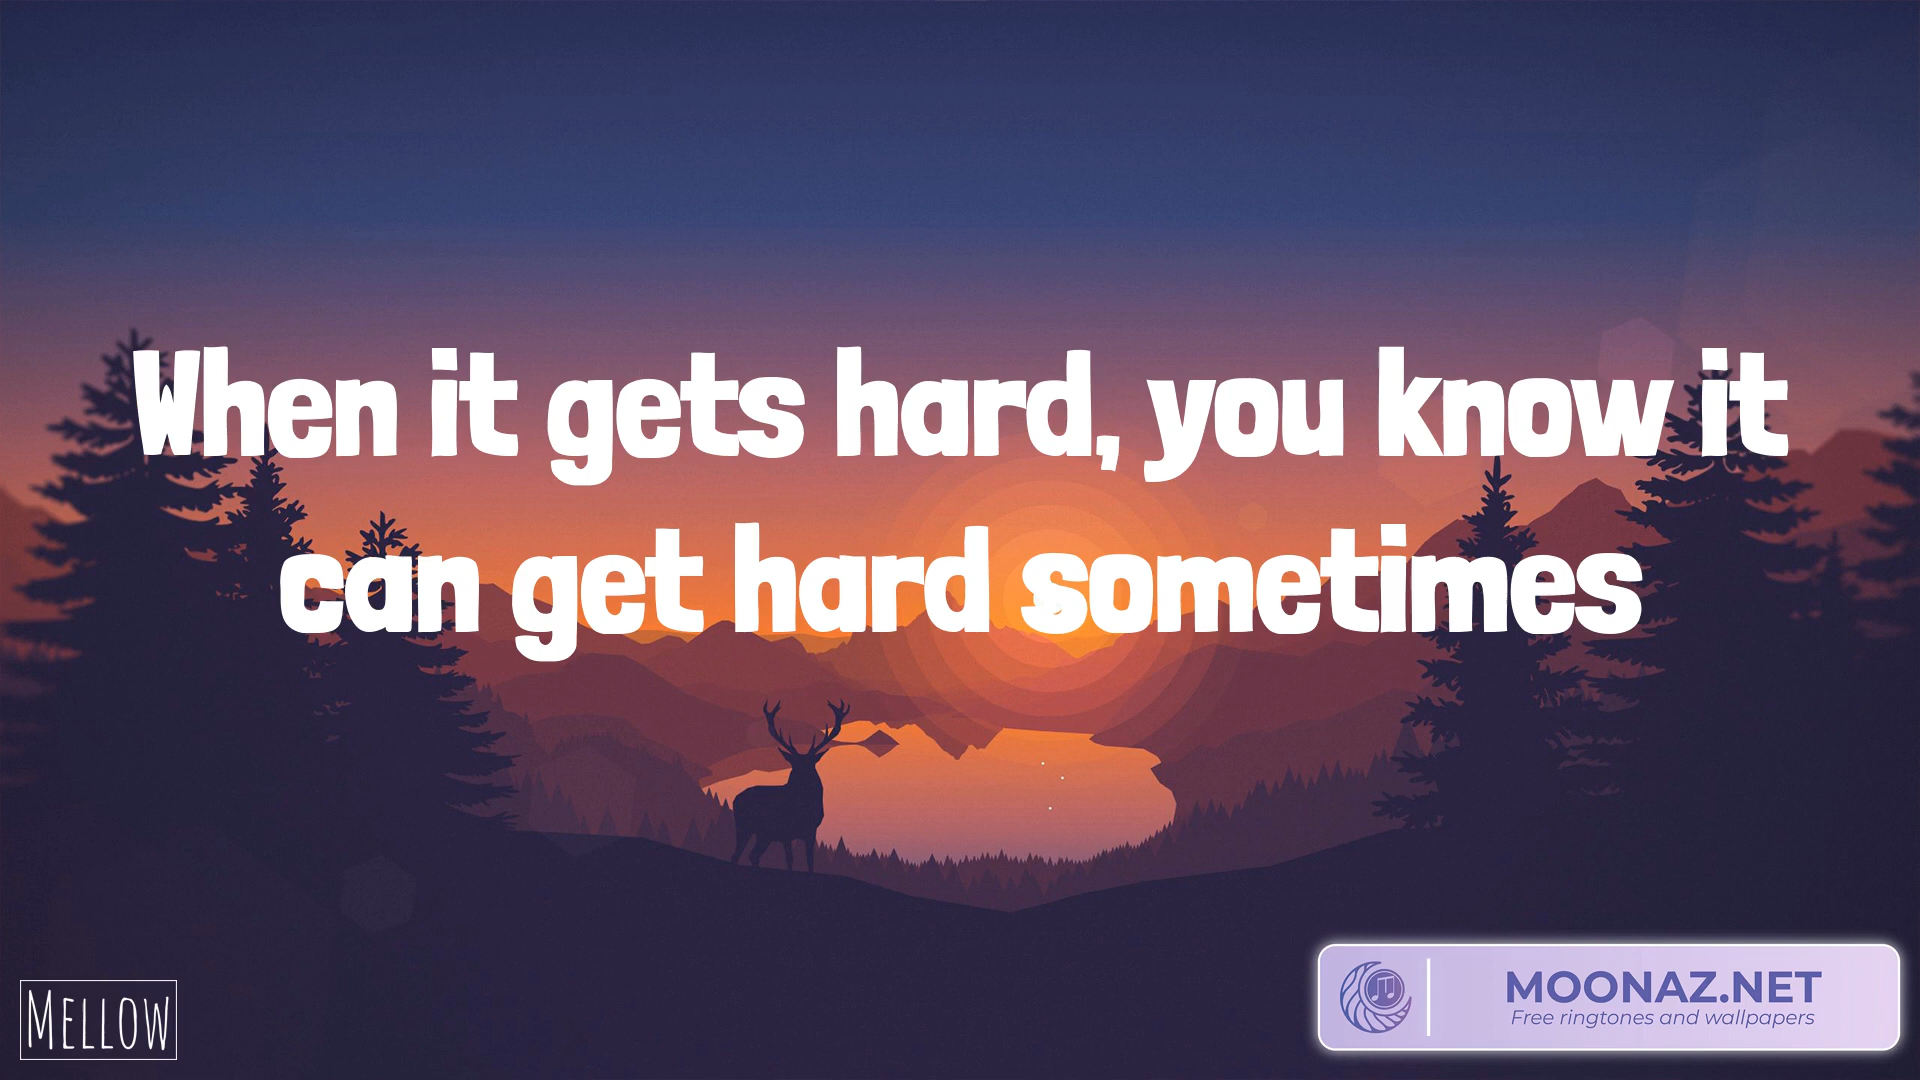 When it gets hard, you know it
can get hard sometimes
MELLOW
MOONAZ.NET
Free ringtones and wallpapers